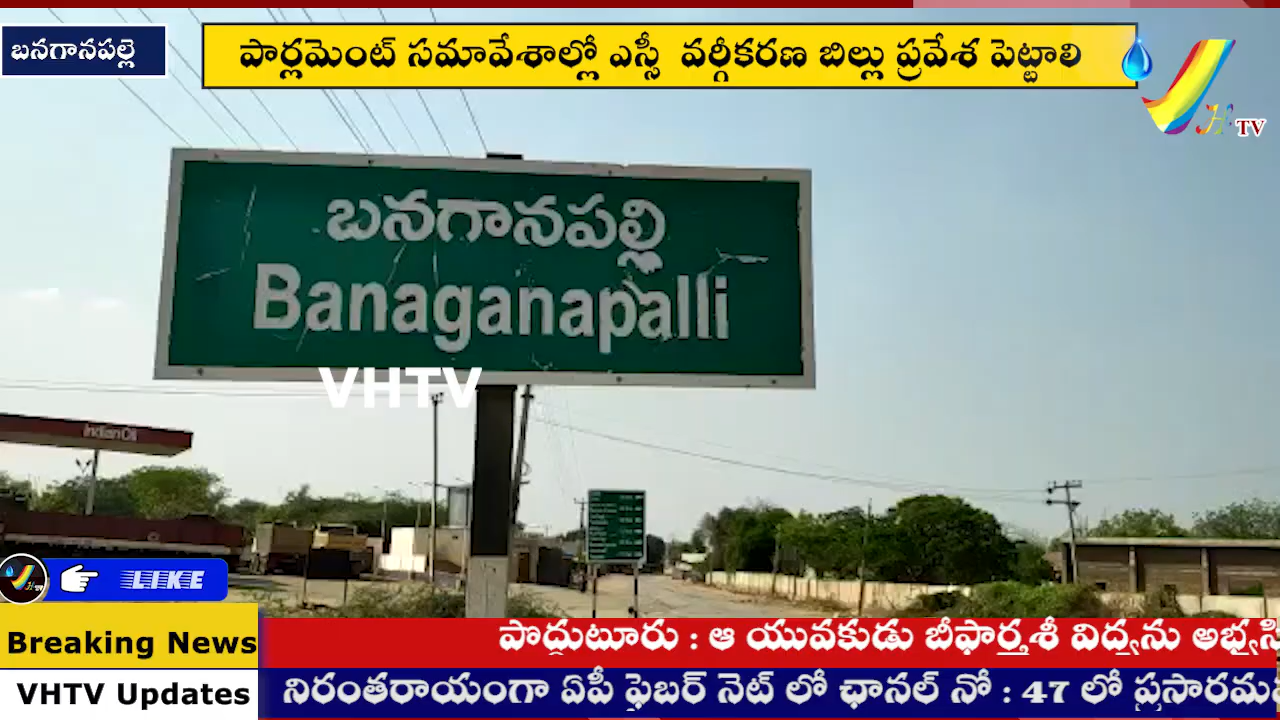 బనగానపల్లె
పార్లమెంట్ సమావేశాల్లో ఎస్సీ వర్గీకరణ బిల్లు ప్రవేశ పెట్టాలి
H TV
బనగానపల్లి
Banaganapalli
VHTV
IndianOil
LIKE
Breaking News
పొద్దుటూరు : ఆ యువకుడు బీఫార్మశీ విద్యను
VHTV Updates
నిరంతరాయంగా ఏపీ ఫైబర్ నెట్ లో ఛానల్ నో : 47 లో